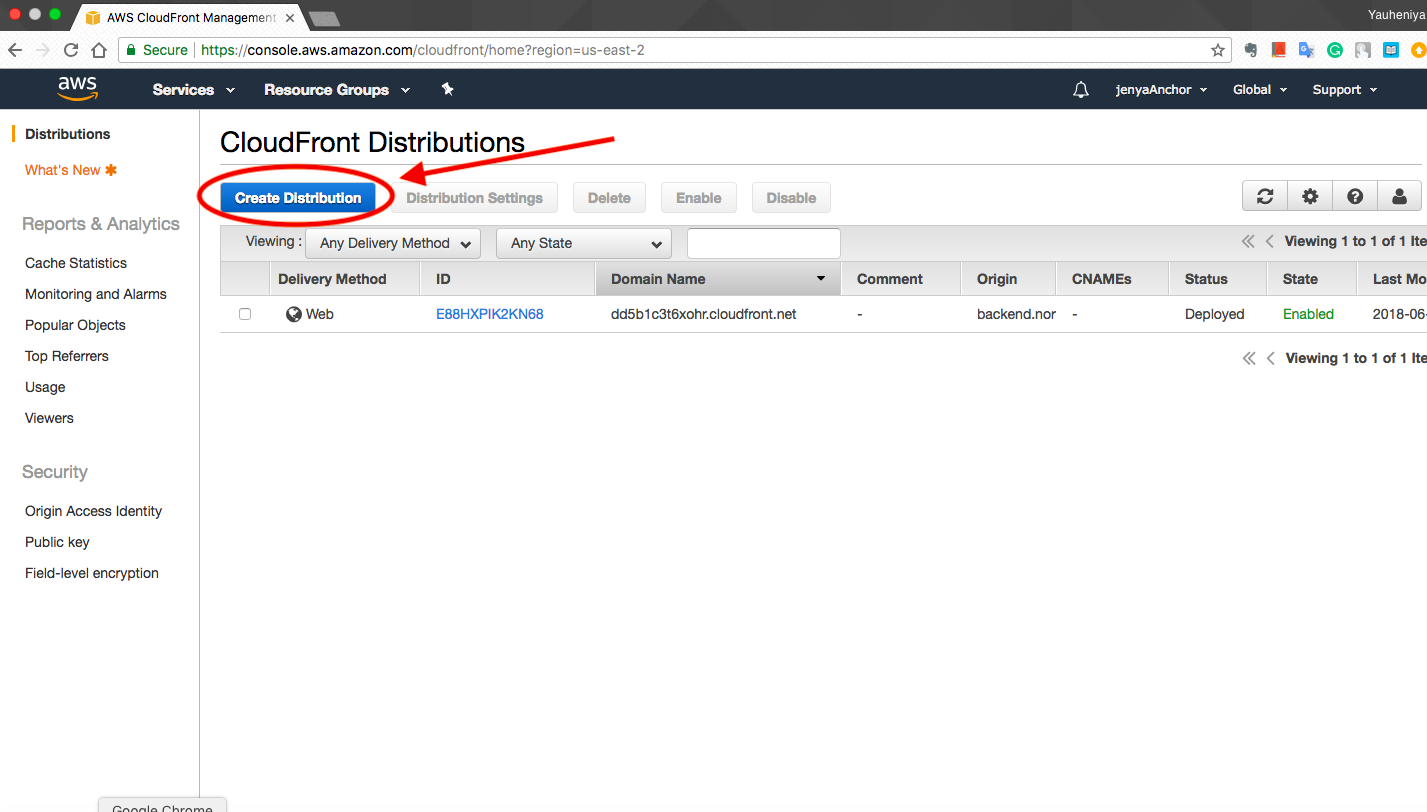 AWS CloudFront Management
Yauheniya
Secure https://console.aws.amazon.com/cloudfront/home?region=us-east-2
aws Services Resource Groups jenyaAnchor Global Support
Distributions
What's New
Reports & Analytics
Cache Statistics
Monitoring and Alarms
Popular Objects
Top Referrers
Usage
Viewers
Security
Origin Access Identity
Public key
Field-level encryption
CloudFront Distributions
Create Distribution Distribution Settings Delete Enable Disable
Viewing : Any Delivery Method Any State Viewing 1 to 1 of 1 Ite
Delivery Method ID Domain Name Comment Origin CNAMEs Status State Last Mo
Web E88HXPIK2KN68 dd5b1c3t6xohr.cloudfront.net - backend.nor - Deployed Enabled 2018-06-
Viewing 1 to 1 of 1 Ite
Google Chrome